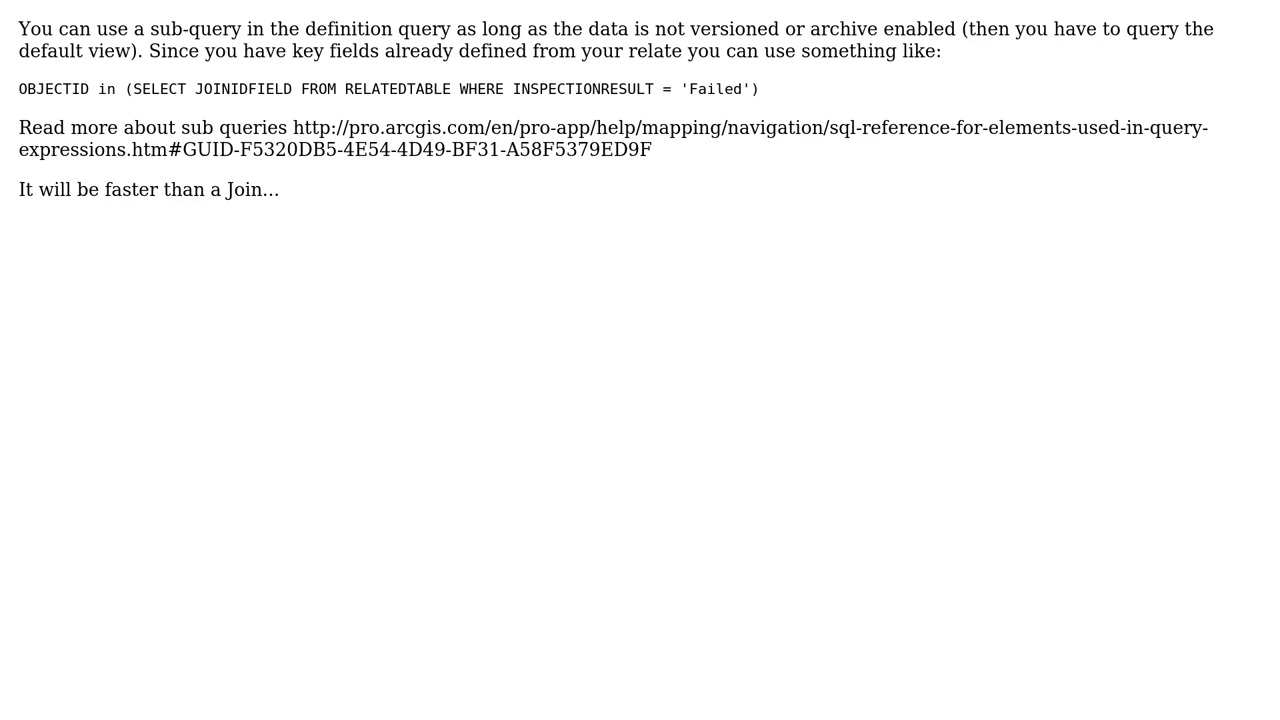 You can use a sub-query in the definition query as long as the data is not versioned or archive enabled (then you have to query the
default view). Since you have key fields already defined from your relate you can use something like:
OBJECTID in (SELECT JOINIDFIELD FROM RELATEDTABLE WHERE INSPECTIONRESULT = 'Failed')
Read more about sub queries http://pro.arcgis.com/en/pro-app/help/mapping/navigation/sql-reference-for-elements-used-in-query-
expressions.htm#GUID-F5320DB5-4E54-4D49-BF31-A58F5379ED9F
It will be faster than a Join...